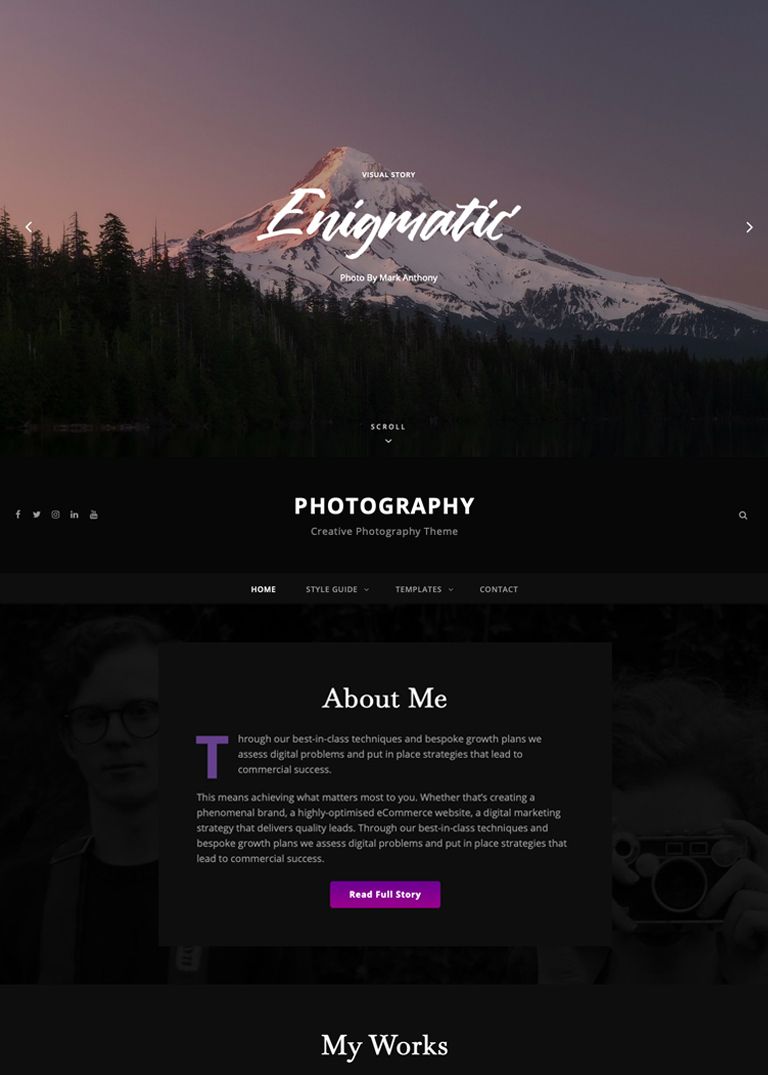 VISUAL STORY
Enigmatic
Photo By Mark Anthony
SCROLL
PHOTOGRAPHY
Creative Photography Theme
HOME STYLE GUIDE TEMPLATES CONTACT
About Me
Through our best-in-class techniques and bespoke growth plans we
assess digital problems and put in place strategies that lead to
commercial success.
This means achieving what matters most to you. Whether that's creating a
phenomenal brand, a highly-optimised eCommerce website, a digital marketing
strategy that delivers quality leads. Through our best-in-class techniques and
bespoke growth plans we assess digital problems and put in place strategies that
lead to commercial success.
Read Full Story
My Works